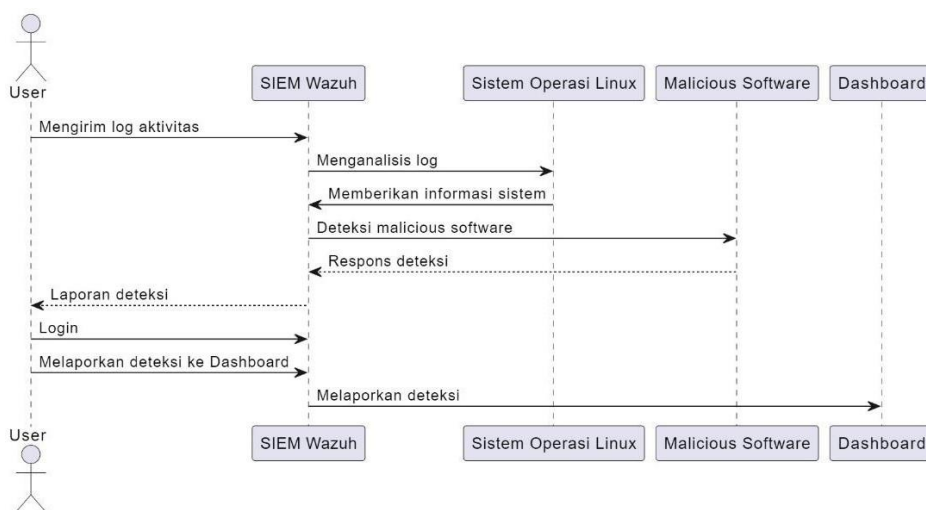 User
SIEM Wazuh
Sistem Operasi Linux
Malicious Software
Dashboard
Mengirim log aktivitas
Menganalisis log
Memberikan informasi sistem
Deteksi malicious software
Respons deteksi
Laporan deteksi
Login
Melaporkan deteksi ke Dashboard
Melaporkan deteksi
User
SIEM Wazuh
Sistem Operasi Linux
Malicious Software
Dashboard